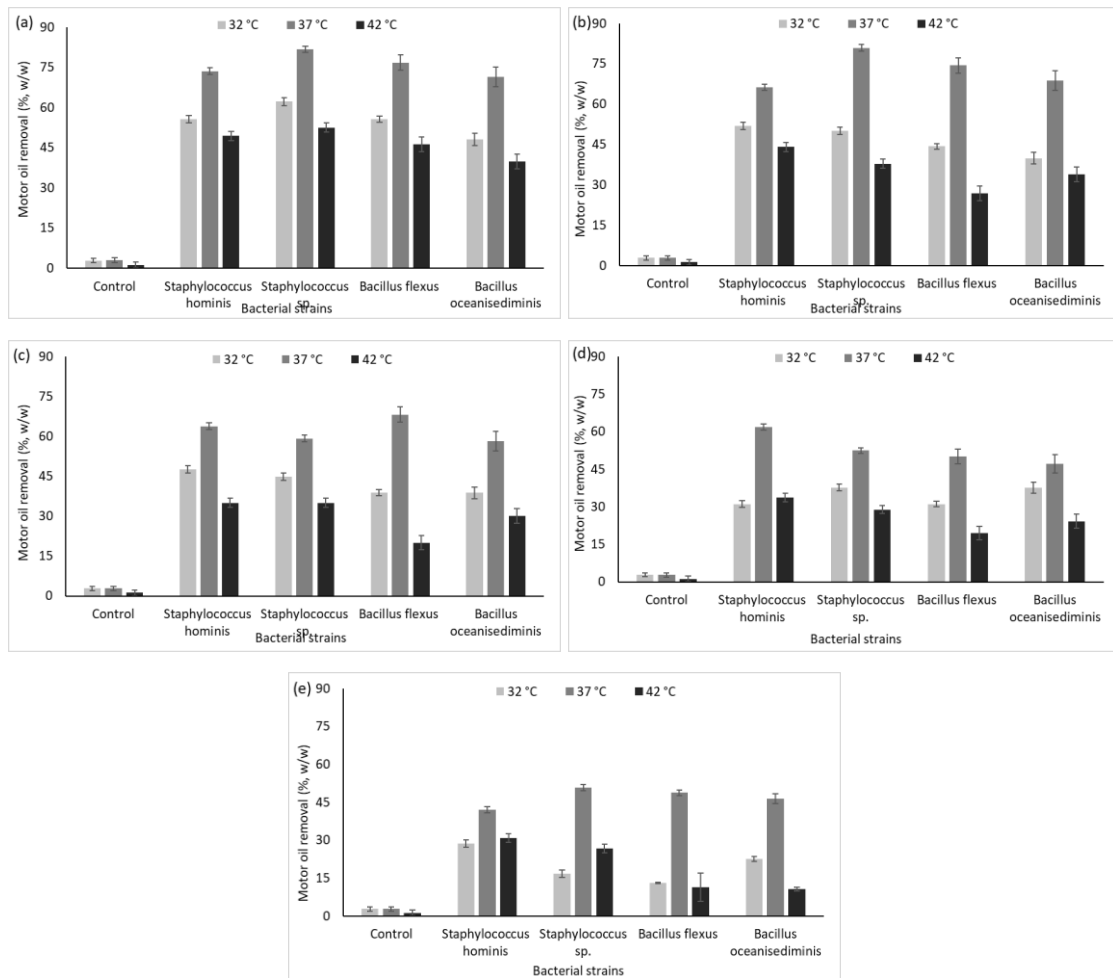 (a)
32 °C 37 °C 42 °C
Motor oil removal (%, w/w)
90
75
60
45
30
15
0
Control Staphylococcus Staphylococcus Bacillus flexus Bacillus
hominis sp. oceanisediminis
Bacterial strains
(b)
32 °C 37 °C 42 °C
Motor oil removal (%, w/w)
90
75
60
45
30
15
0
Control Staphylococcus Staphylococcus Bacillus flexus Bacillus
hominis sp. oceanisediminis
Bacterial strains
(c)
32 °C 37 °C 42 °C
Motor oil removal (%, w/w)
90
75
60
45
30
15
0
Control Staphylococcus Staphylococcus Bacillus flexus Bacillus
hominis sp. oceanisediminis
Bacterial strains
(d)
32 °C 37 °C 42 °C
Motor oil removal (%, w/w)
90
75
60
45
30
15
0
Control Staphylococcus Staphylococcus Bacillus flexus Bacillus
hominis sp. oceanisediminis
Bacterial strains
(e)
32 °C 37 °C 42 °C
Motor oil removal (%, w/w)
90
75
60
45
30
15
0
Control Staphylococcus Staphylococcus Bacillus flexus Bacillus
hominis sp. oceanisediminis
Bacterial strains